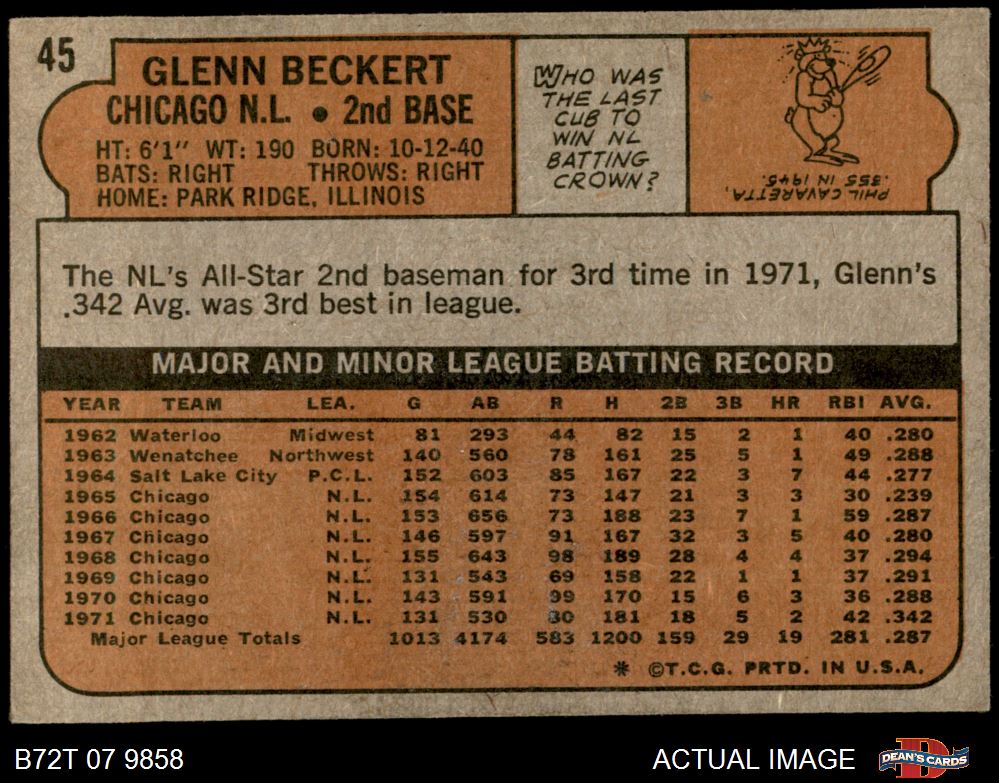 45
GLENN BECKERT
CHICAGO N.L. • 2nd BASE
HT: 6'1" WT: 190 BORN: 10-12-40
BATS: RIGHT THROWS: RIGHT
HOME: PARK RIDGE, ILLINOIS
WHO WAS
THE LAST
CUB TO
WIN NL
BATTING
CROWN?
PHIL CAVARETTA,
.355 IN 1945.
The NL's All-Star 2nd baseman for 3rd time in 1971, Glenn's
.342 Avg. was 3rd best in league.
MAJOR AND MINOR LEAGUE BATTING RECORD
YEAR TEAM LEA. G AB R H 2B 3B HR RBI AVG.
1962 Waterloo Midwest 81 293 44 82 15 2 1 40 .280
1963 Wenatchee Northwest 140 560 78 161 25 5 1 49 .288
1964 Salt Lake City P.C.L. 152 603 85 167 22 3 7 44 .277
1965 Chicago N.L. 154 614 73 147 21 3 3 30 .239
1966 Chicago N.L. 153 656 73 188 23 7 1 59 .287
1967 Chicago N.L. 146 597 91 167 32 3 5 40 .280
1968 Chicago N.L. 155 643 98 189 28 4 4 37 .294
1969 Chicago N.L. 131 543 69 158 22 1 1 37 .291
1970 Chicago N.L. 143 591 99 170 15 6 3 36 .288
1971 Chicago N.L. 131 530 80 181 18 5 2 42 .342
Major League Totals 1013 4174 583 1200 159 29 19 281 .287
* ©T.C.G. PRTD. IN U.S.A.
B72T 07 9858
ACTUAL IMAGE
DEAN'S CARDS